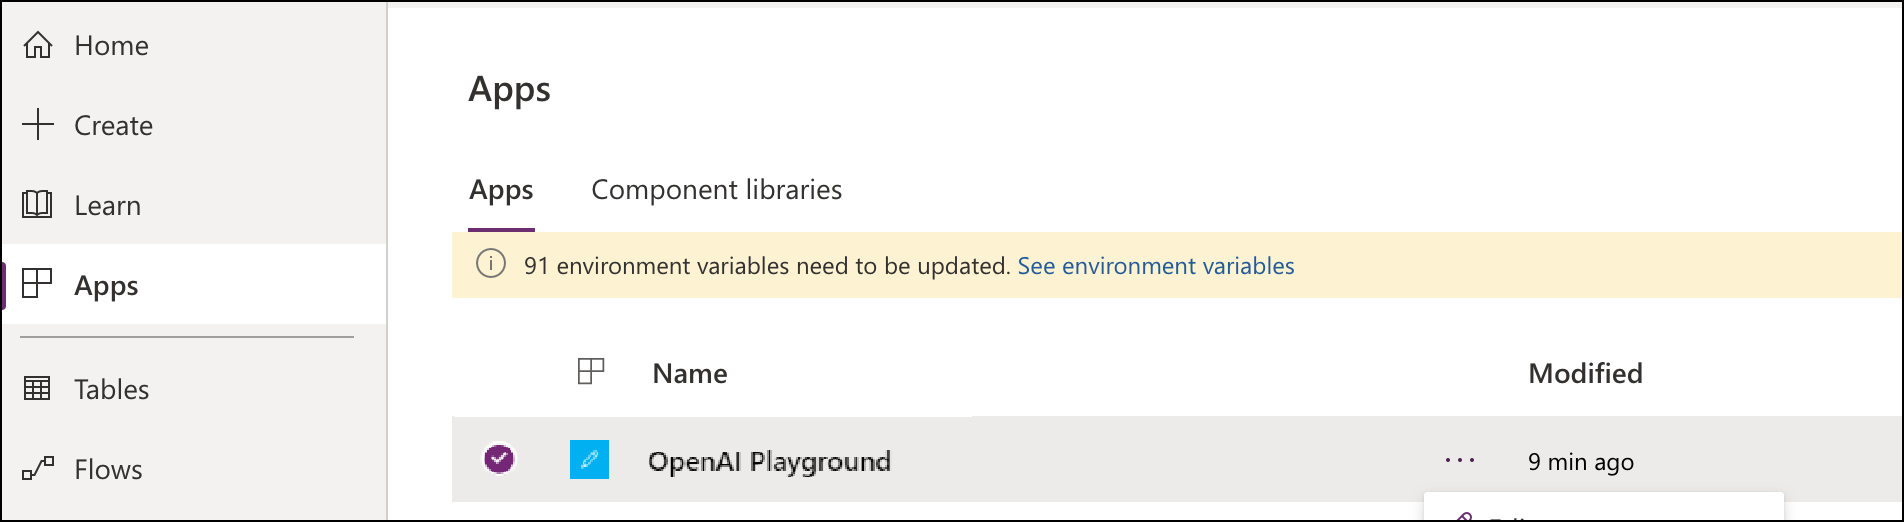 Home
Create
Learn
Apps
Tables
Flows
Apps
Apps Component libraries
91 environment variables need to be updated. See environment variables
Name Modified
OpenAI Playground ... 9 min ago